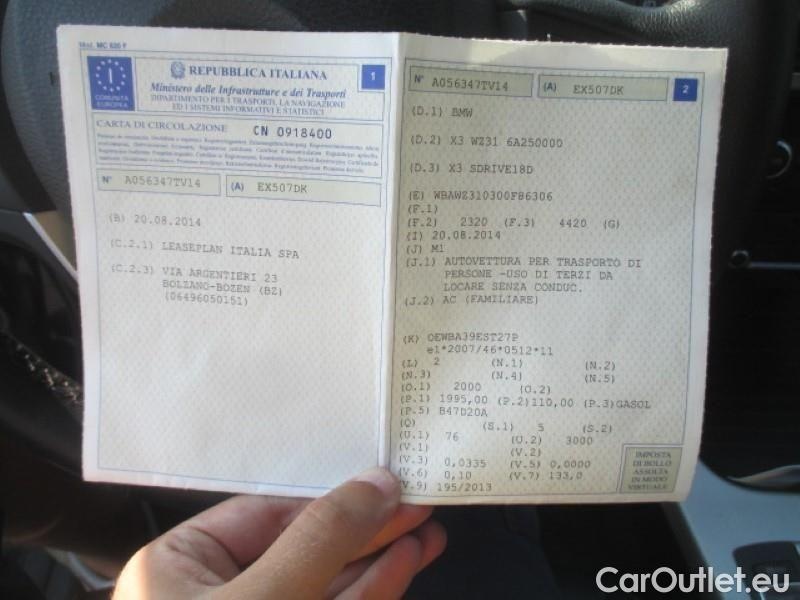 Mod. MC 820 F
I
COMUNITÀ
EUROPEA
REPUBBLICA ITALIANA
Ministero delle Infrastrutture e dei Trasporti
DIPARTIMENTO PER I TRASPORTI, LA NAVIGAZIONE
ED I SISTEMI INFORMATIVI E STATISTICI
1
CARTA DI CIRCOLAZIONE CN 0918400
N° A056347TV14 (A) EX507DK
(B) 20.08.2014
(C.2.1) LEASEPLAN ITALIA SPA
(C.2.3) VIA ARGENTIERI 23
BOLZANO-BOZEN (BZ)
(06496050151)
N° A056347TV14 (A) EX507DK 2
(D.1) BMW
(D.2) X3 WZ31 6A250000
(D.3) X3 SDRIVE18D
(E) WBAWZ310300F86306
(F.1)
(F.2) 2320 (F.3) 4420 (G)
(I) 20.08.2014
(J) M1
(J.1) AUTOVETTURA PER TRASPORTO DI
PERSONE -USO DI TERZI DA
LOCARE SENZA CONDUC.
(J.2) AC (FAMILIARE)
(K) OEWBA39EST27P
e1*2007/46*0512*11
(L) 2 (N.1) (N.2)
(N.3) (N.4) (N.5)
(O.1) 2000 (O.2)
(P.1) 1995,00 (P.2)110,00 (P.3)GASOL
(P.5) B47D20A
(Q) (S.1) 5 (S.2)
(U.1) 76 (U.2) 3000
(V.1) (V.2)
(V.3) 0,0335 (V.5) 0,0000
(V.6) 0,10 (V.7) 133,0
(V.9) 195/2013
IMPOSTA
DI BOLLO
ASSOLTA
IN MODO
VIRTUALE
CarOutlet.eu